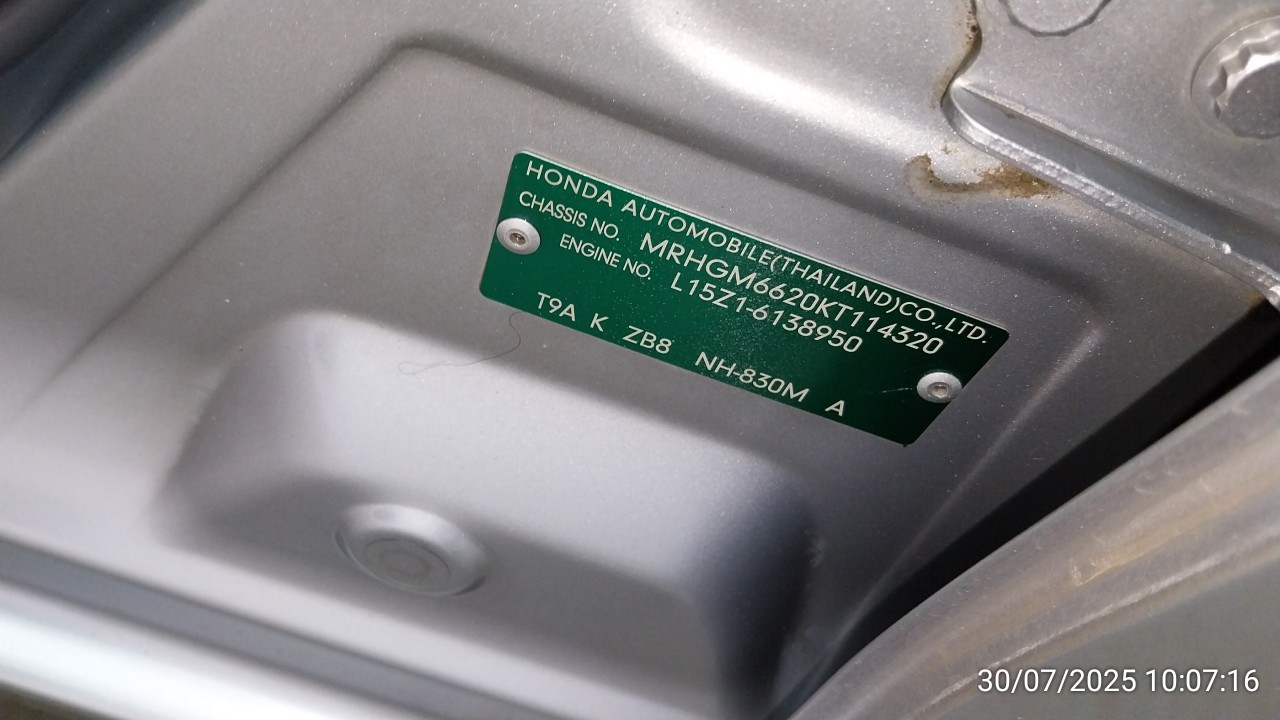 HONDA AUTOMOBILE(THAILAND)CO.,LTD.
CHASSIS NO. MRHGM6620KT114320
ENGINE NO. L15Z1-6138950
T9A K ZB8 NH-830M A
30/07/2025 10:07:16